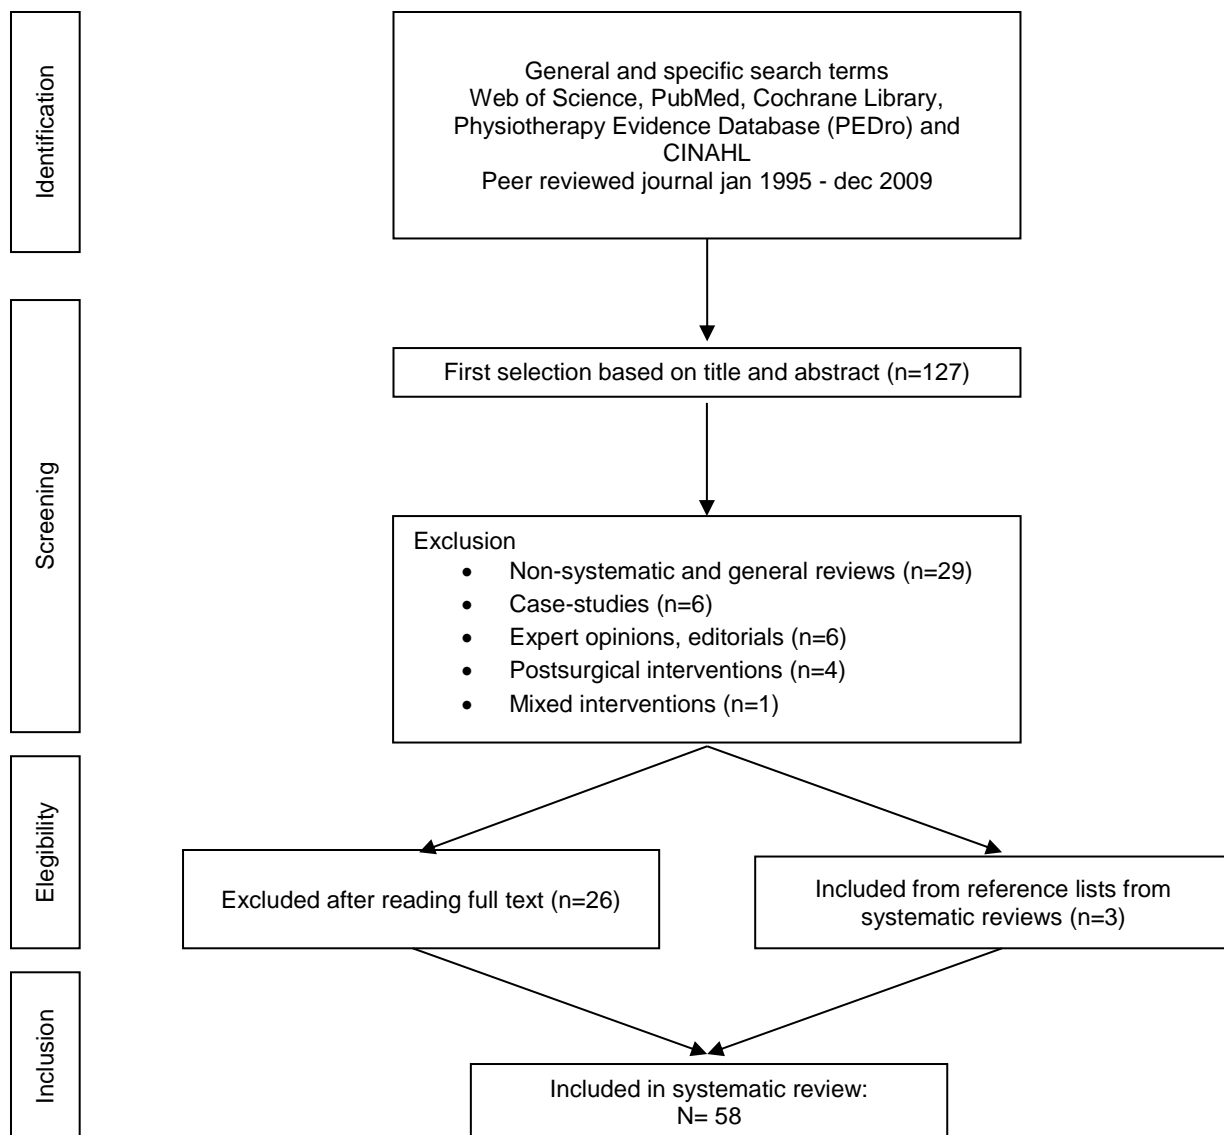 Identification
General and specific search terms
Web of Science, PubMed, Cochrane Library,
Physiotherapy Evidence Database (PEDro) and
CINAHL
Peer reviewed journal jan 1995 - dec 2009
Screening
First selection based on title and abstract (n=127)
Exclusion
• Non-systematic and general reviews (n=29)
• Case-studies (n=6)
• Expert opinions, editorials (n=6)
• Postsurgical interventions (n=4)
• Mixed interventions (n=1)
Elegibility
Excluded after reading full text (n=26)
Included from reference lists from
systematic reviews (n=3)
Inclusion
Included in systematic review:
N= 58